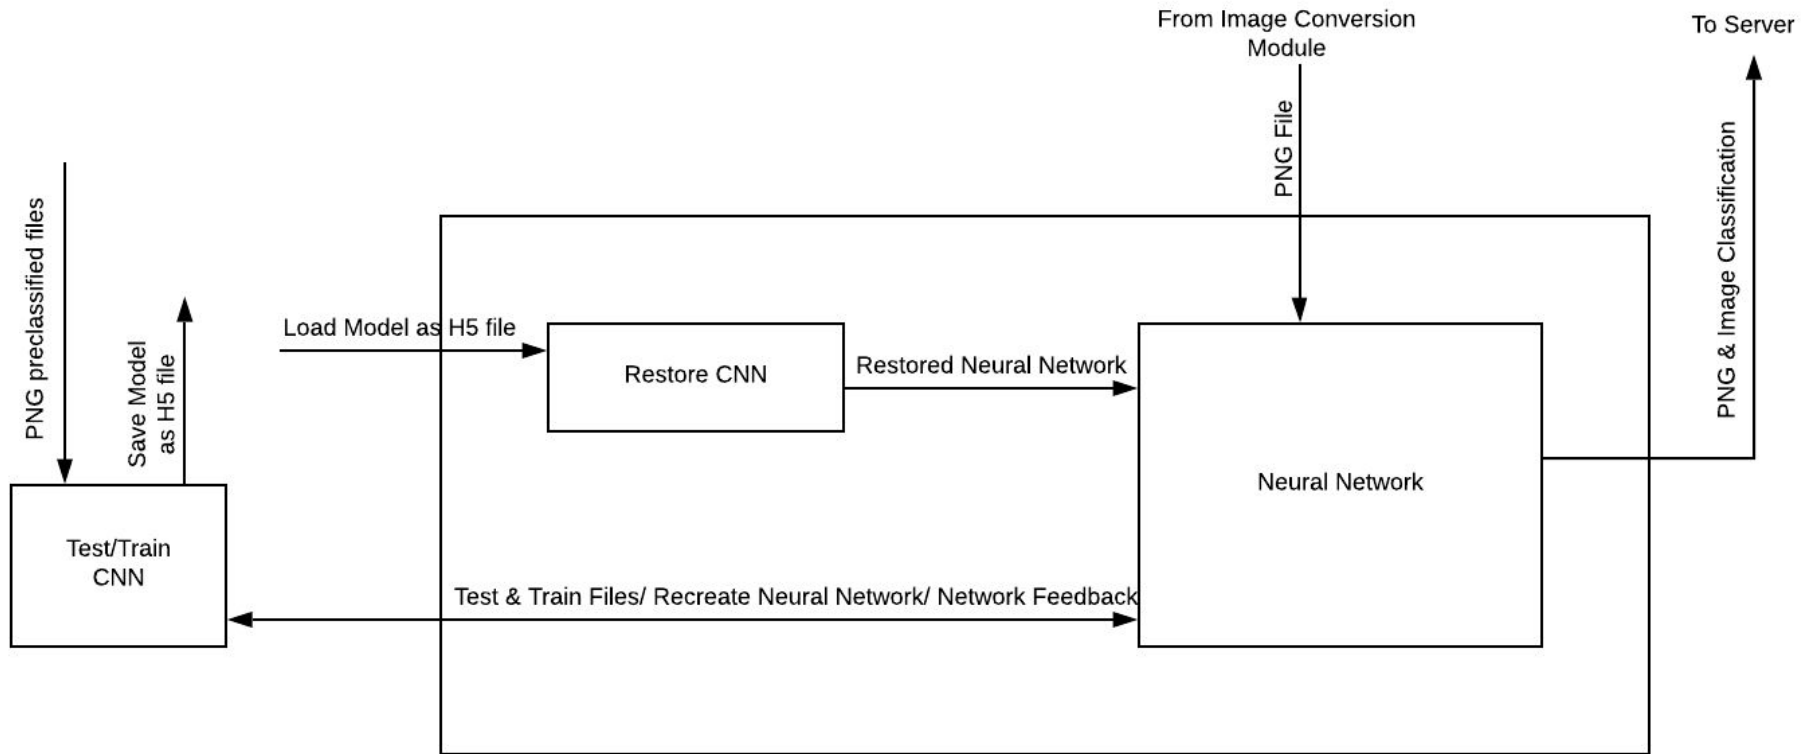 From Image Conversion
Module
To Server
PNG File
PNG & Image Classification
PNG preclassified files
Save Model
as H5 file
Load Model as H5 file
Restore CNN
Restored Neural Network
Neural Network
Test/Train
CNN
Test & Train Files/ Recreate Neural Network/ Network Feedback